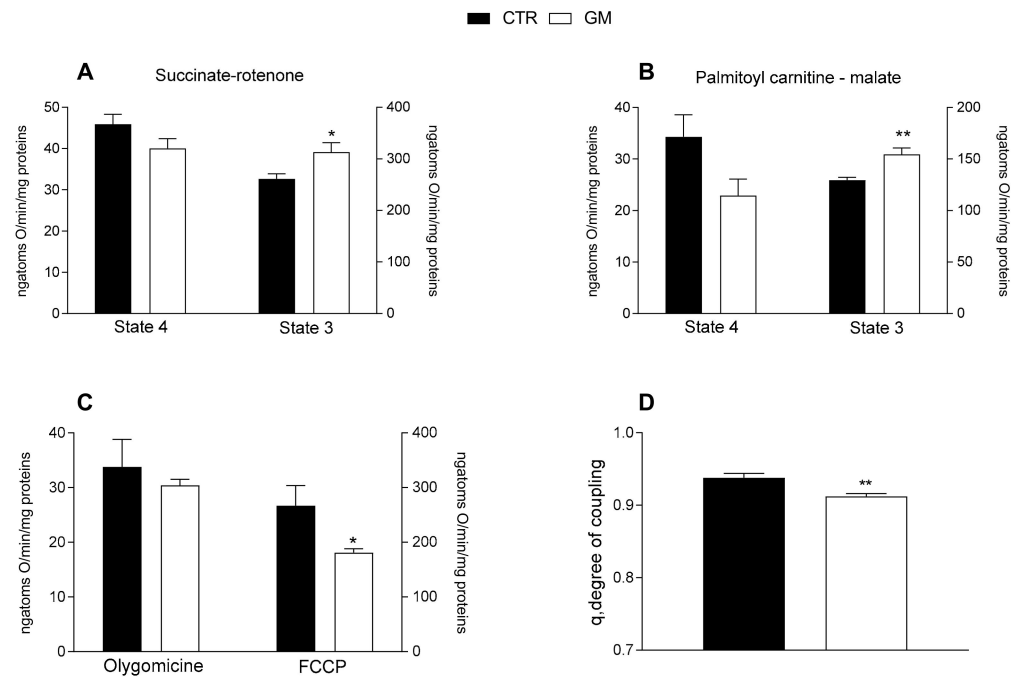 CTR GM
A
Succinate-rotenone
50
40
30
20
10
0
ngatoms O/min/mg proteins
400
300
200
100
0
ngatoms O/min/mg proteins
*
State 4 State 3
B
Palmitoyl carnitine - malate
40
30
20
10
0
ngatoms O/min/mg proteins
200
150
100
50
0
ngatoms O/min/mg proteins
**
State 4 State 3
C
40
30
20
10
0
ngatoms O/min/mg proteins
400
300
200
100
0
ngatoms O/min/mg proteins
*
Olygomicine FCCP
D
1.0
0.9
0.8
0.7
q,degree of coupling
**